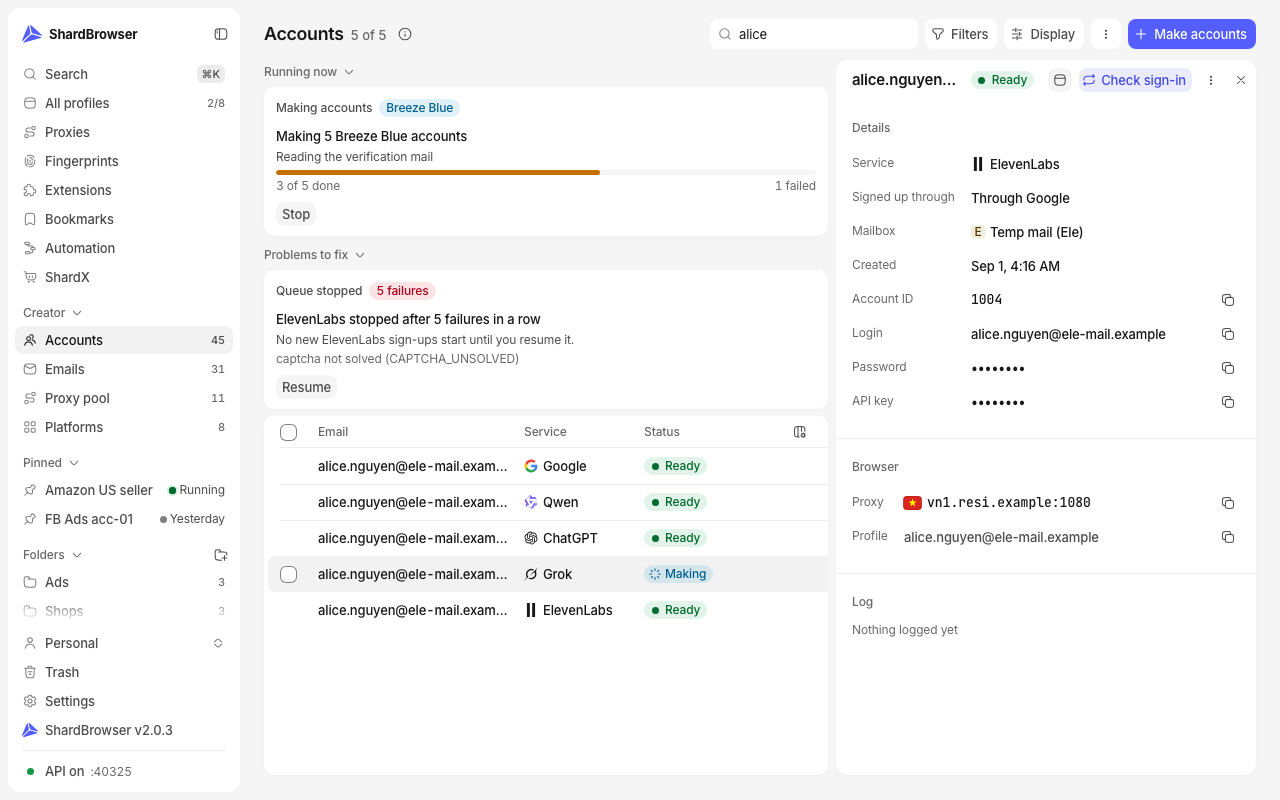 ShardBrowser
Search ⌘K
All profiles 2/8
Proxies
Fingerprints
Extensions
Bookmarks
Automation
ShardX
Creator
Accounts 45
Emails 31
Proxy pool 11
Platforms 8
Pinned
Amazon US seller Running
FB Ads acc-01 Yesterday
Folders
Ads 3
Shops 3
Personal
Trash
Settings
ShardBrowser v2.0.3
API on :40325
Accounts 5 of 5
alice
Filters
Display
Make accounts
Running now
Making accounts Breeze Blue
Making 5 Breeze Blue accounts
Reading the verification mail
3 of 5 done 1 failed
Stop
Problems to fix
Queue stopped 5 failures
ElevenLabs stopped after 5 failures in a row
No new ElevenLabs sign-ups start until you resume it.
captcha not solved (CAPTCHA_UNSOLVED)
Resume
Email Service Status
alice.nguyen@ele-mail.exam... Google Ready
alice.nguyen@ele-mail.exam... Qwen Ready
alice.nguyen@ele-mail.exam... ChatGPT Ready
alice.nguyen@ele-mail.exam... Grok Making
alice.nguyen@ele-mail.exam... ElevenLabs Ready
alice.nguyen... Ready Check sign-in
Details
Service ElevenLabs
Signed up through Through Google
Mailbox E Temp mail (Ele)
Created Sep 1, 4:16 AM
Account ID 1004
Login alice.nguyen@ele-mail.example
Password ••••••••
API key ••••••••
Browser
Proxy vn1.resi.example:1080
Profile alice.nguyen@ele-mail.example
Log
Nothing logged yet